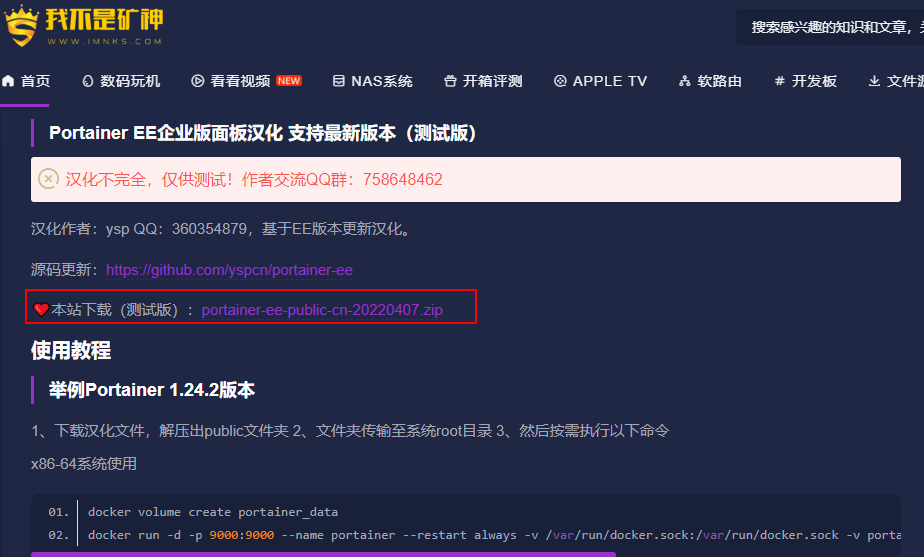 我不是矿神
WWW.IMNKS.COM
搜索感兴趣的知识和文章，
首页 数码玩机 看看视频 NEW NAS系统 开箱评测 APPLE TV 软路由 # 开发板 文件
Portainer EE企业版面板汉化 支持最新版本（测试版）
汉化不完全，仅供测试！作者交流QQ群：758648462
汉化作者：ysp QQ：360354879，基于EE版本更新汉化。
源码更新：https://github.com/yspcn/portainer-ee
❤本站下载（测试版）：portainer-ee-public-cn-20220407.zip
使用教程
举例Portainer 1.24.2版本
1、下载汉化文件，解压出public文件夹 2、文件夹传输至系统root目录 3、然后按需执行以下命令
x86-64系统使用
01. docker volume create portainer_data
02. docker run -d -p 9000:9000 --name portainer --restart always -v /var/run/docker.sock:/var/run/docker.sock -v porta